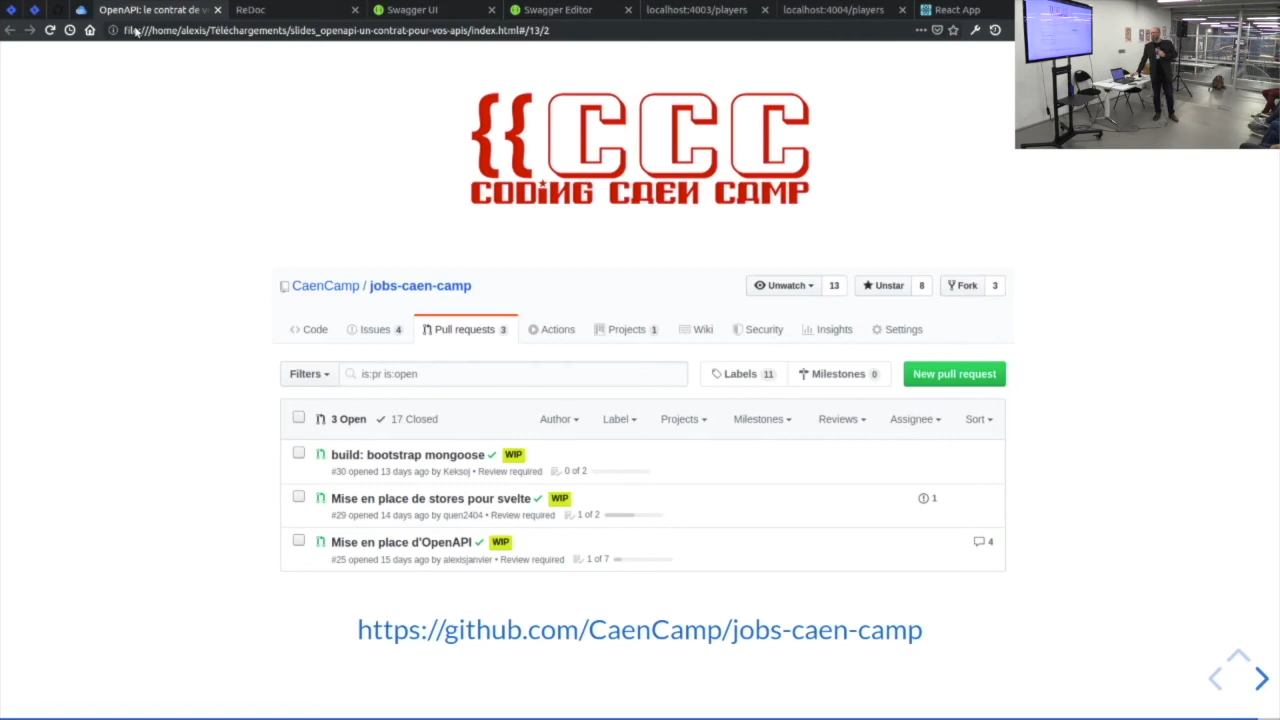 OpenAPI: le contrat de v
ReDoc
Swagger UI
Swagger Editor
localhost:4003/players
localhost:4004/players
React App
file:///home/alexis/Téléchargements/slides_openapi-un-contrat-pour-vos-apis/index.html#/13/2
{{CCC
CODING CAEN CAMP
CaenCamp / jobs-caen-camp
Unwatch 13
Unstar 8
Fork 3
Code
Issues 4
Pull requests 3
Actions
Projects 1
Wiki
Security
Insights
Settings
Filters
is:pr is:open
Labels 11
Milestones 0
New pull request
3 Open
17 Closed
Author
Label
Projects
Milestones
Reviews
Assignee
Sort
build: bootstrap mongoose WIP
#30 opened 13 days ago by Keksoj • Review required 0 of 2
Mise en place de stores pour svelte WIP
1
#29 opened 14 days ago by quen2404 • Review required 1 of 2
Mise en place d'OpenAPI WIP
4
#25 opened 15 days ago by alexisjanvier • Review required 1 of 7
https://github.com/CaenCamp/jobs-caen-camp